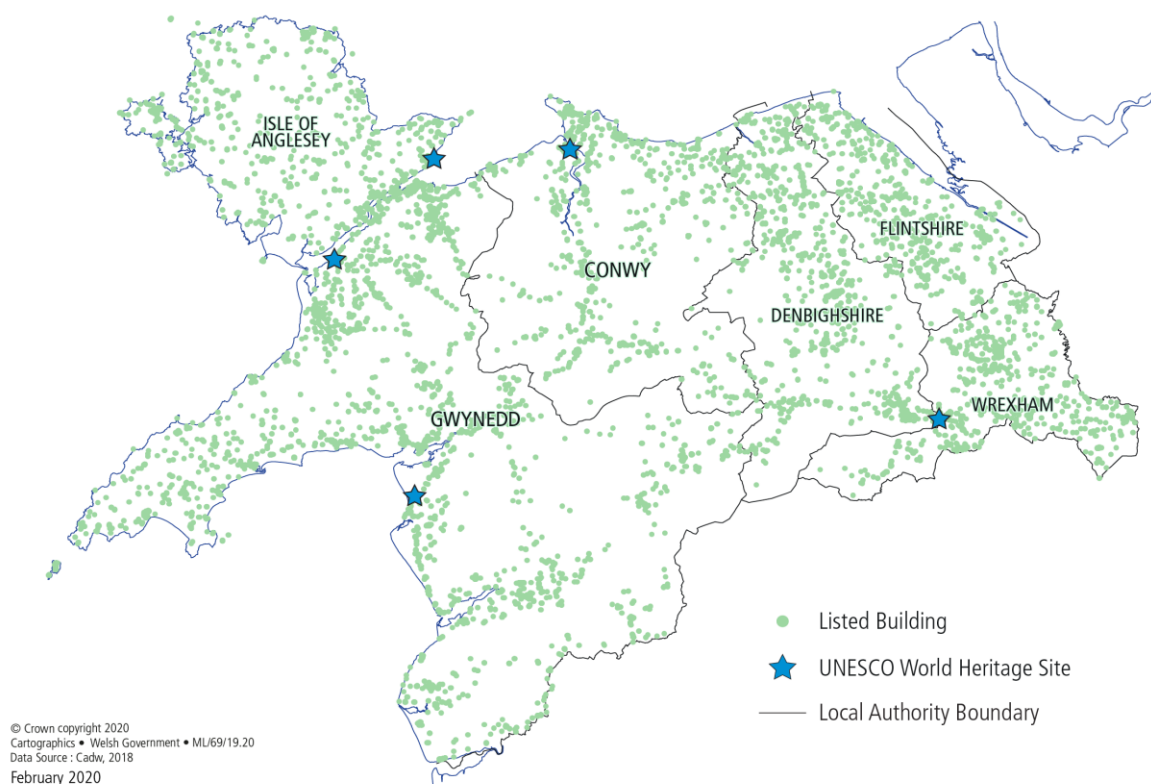 ISLE OF
ANGLESEY
FLINTSHIRE
CONWY
DENBIGHSHIRE
WREXHAM
GWYNEDD
Listed Building
UNESCO World Heritage Site
Local Authority Boundary
© Crown copyright 2020
Cartographics • Welsh Government • ML/69/19.20
Data Source : Cadw, 2018
February 2020